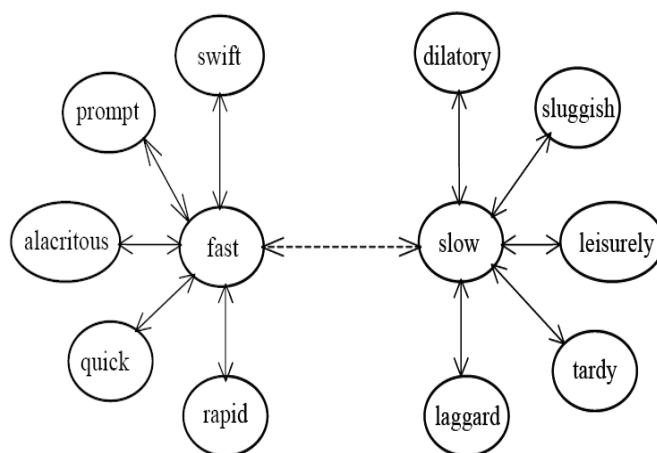 swift
dilatory
prompt
sluggish
alacritous
fast
slow
leisurely
quick
tardy
rapid
laggard